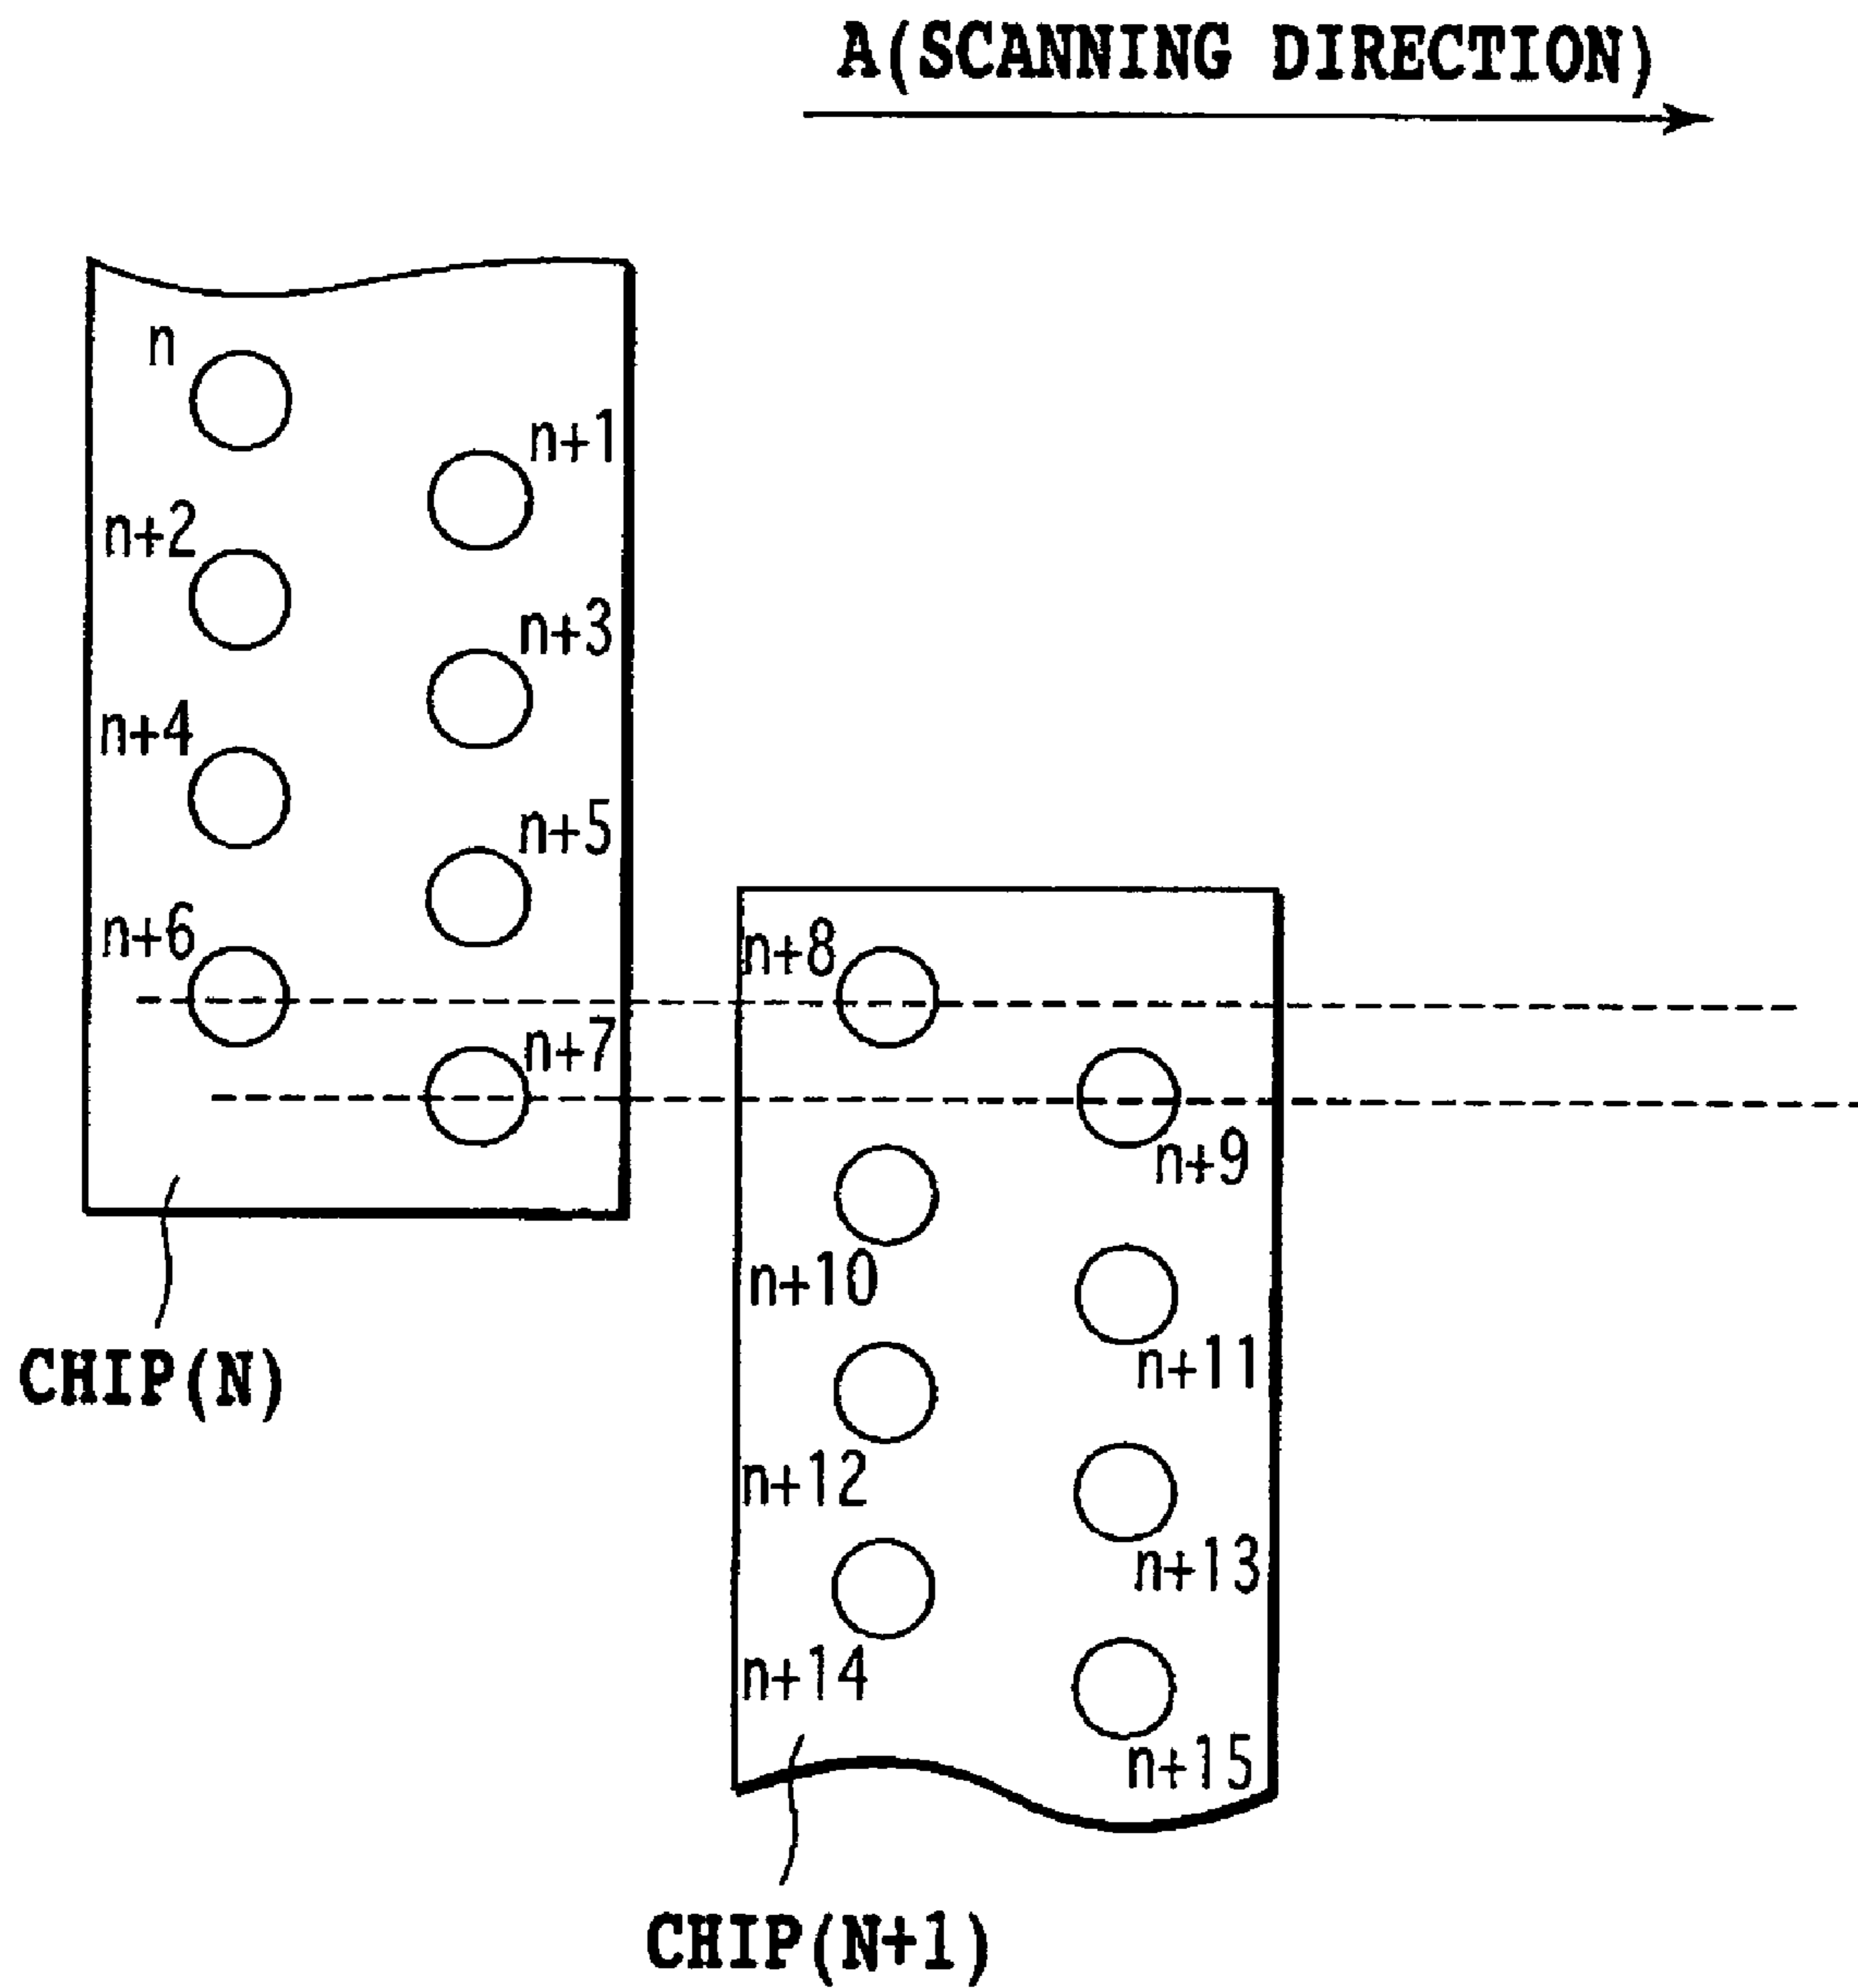 A(SCANNING DIRECTION)
n
n+1
n+2
n+3
n+4
n+5
n+6
n+7
CHIP(N)
n+8
n+9
n+10
n+11
n+12
n+13
n+14
n+15
CHIP(N+1)